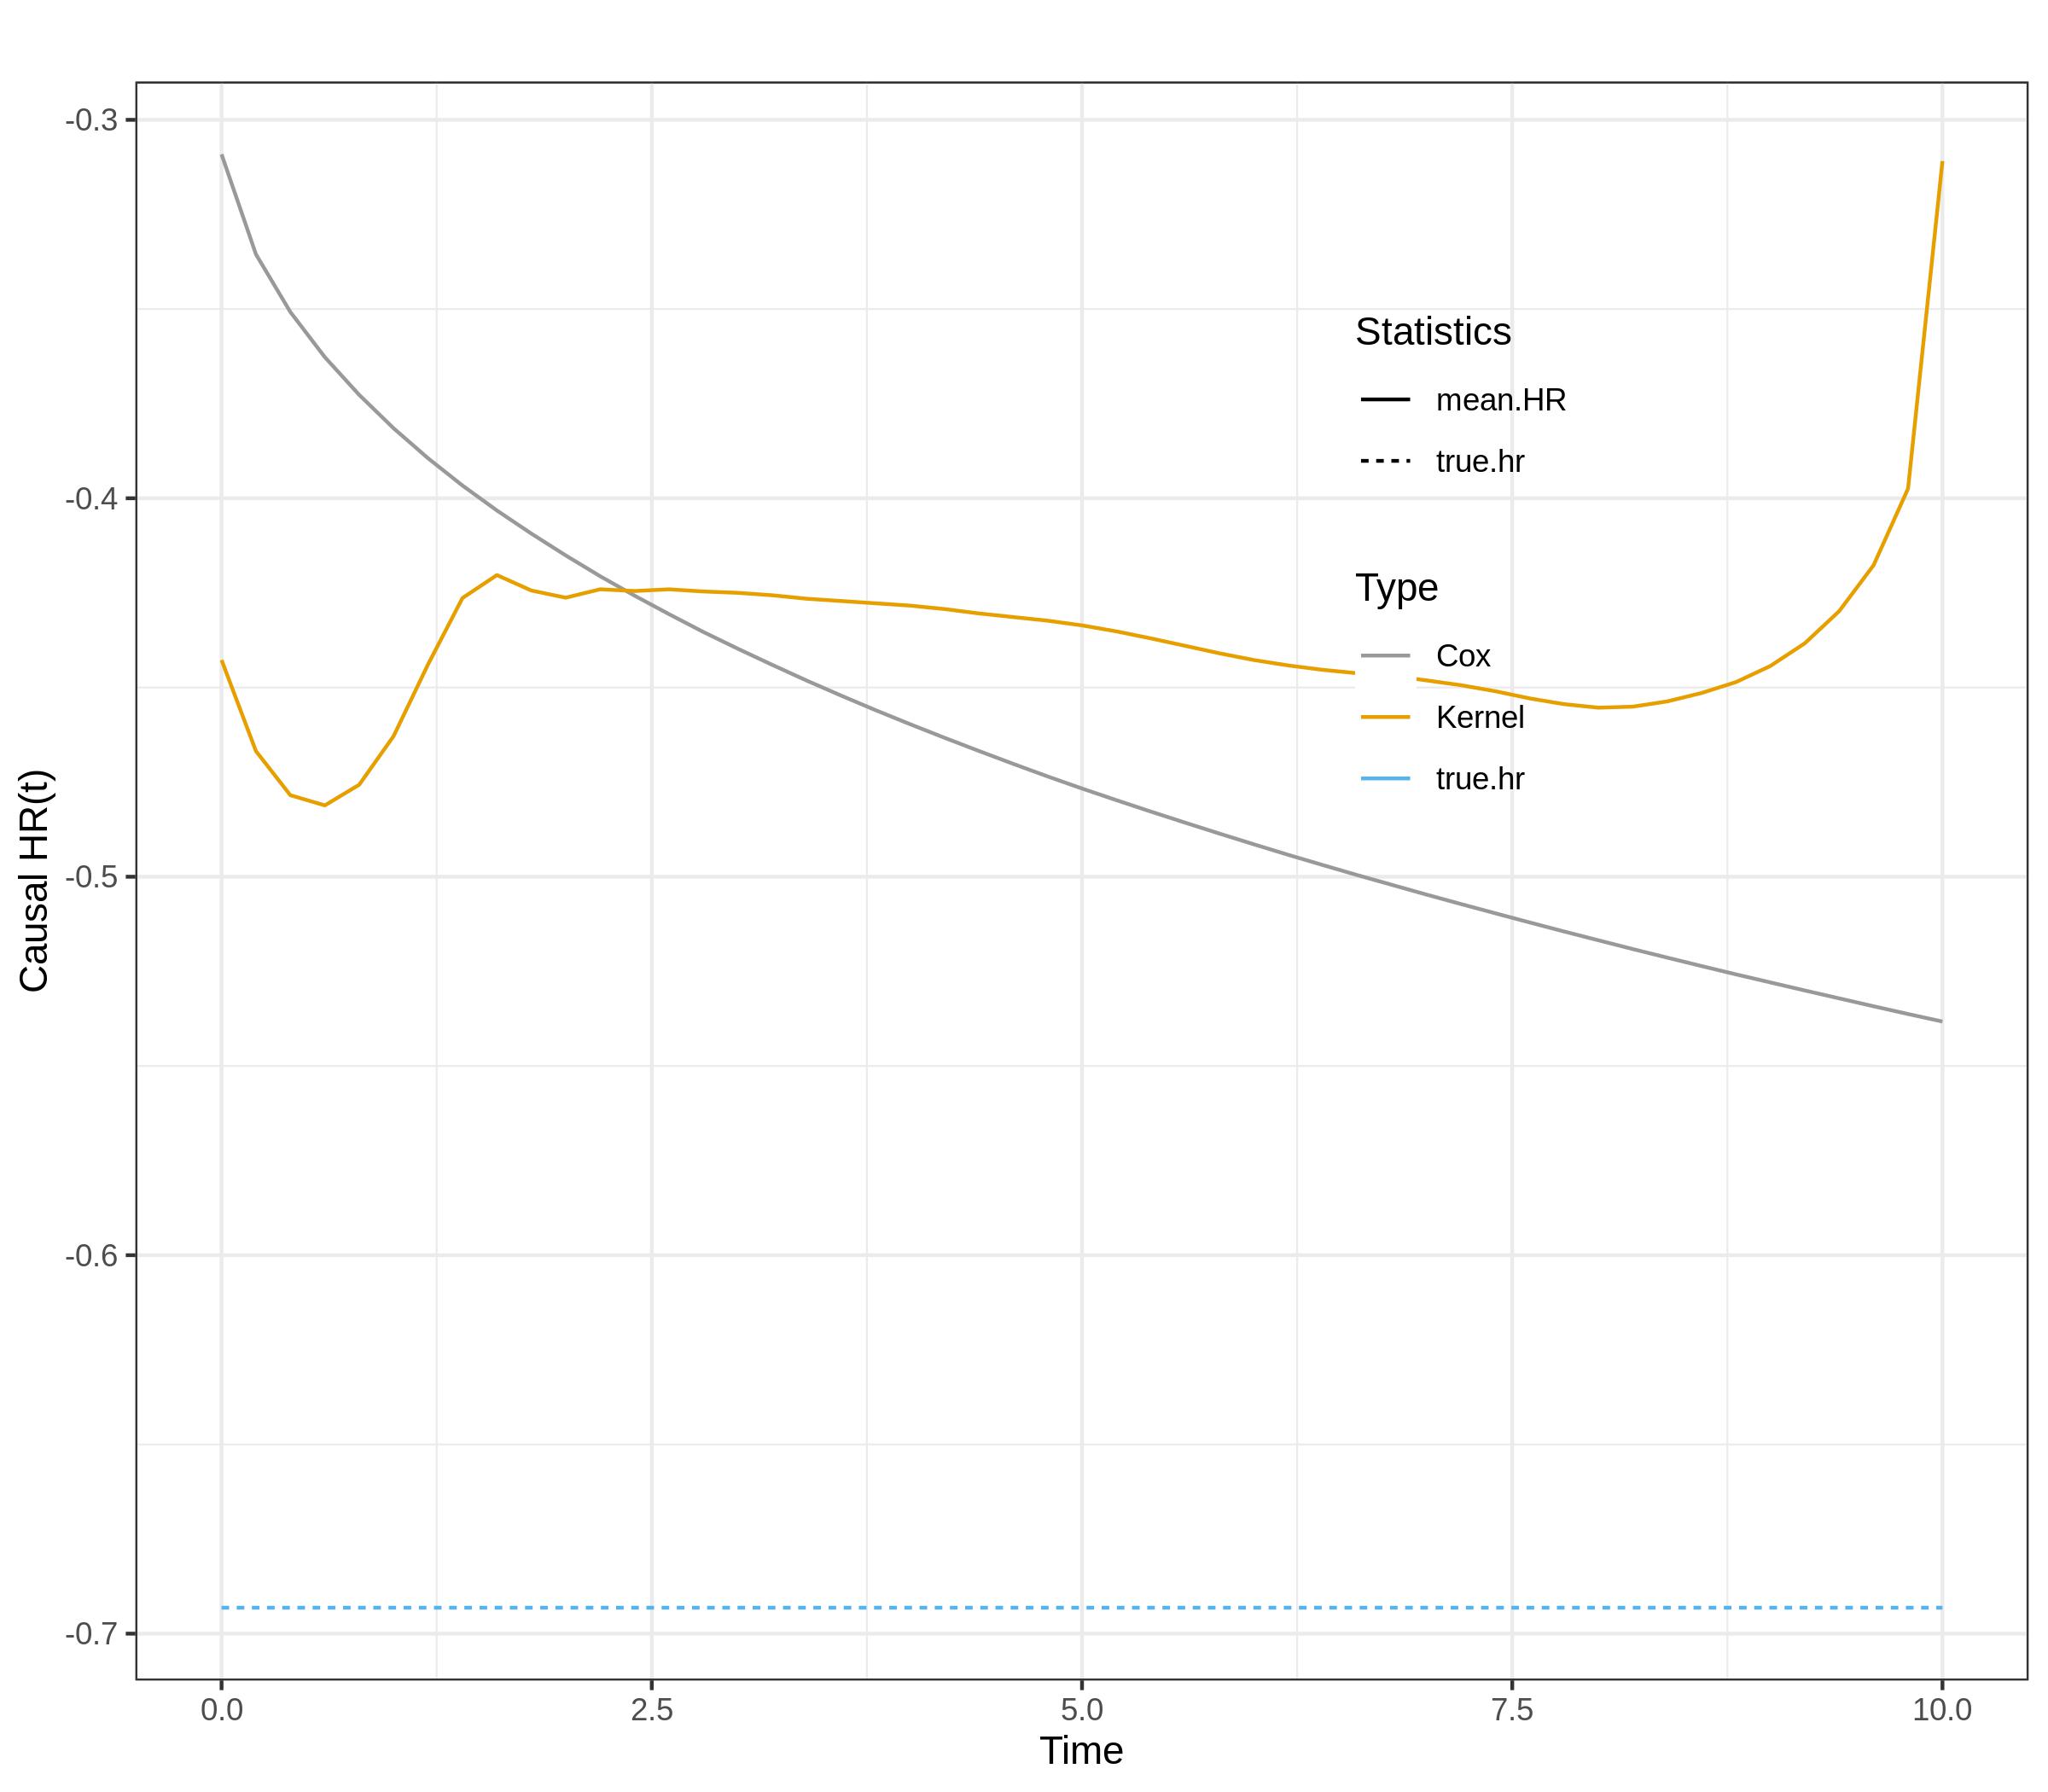 -0.3
-0.4
-0.5
-0.6
-0.7
Causal HR(t)
Statistics
mean.HR
true.hr
Type
Cox
Kernel
true.hr
0.0
2.5
5.0
7.5
10.0
Time